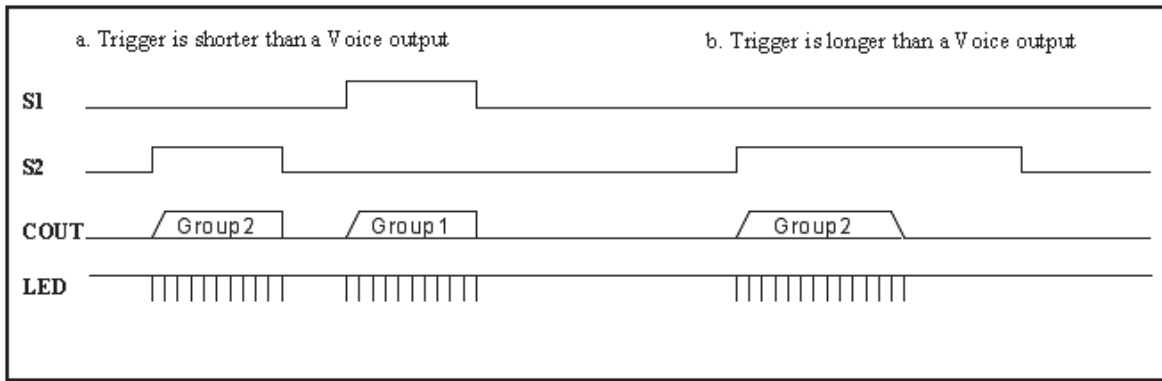 a. Trigger is shorter than a Voice output
b. Trigger is longer than a Voice output
S1
S2
COUT
Group2
Group1
Group2
LED